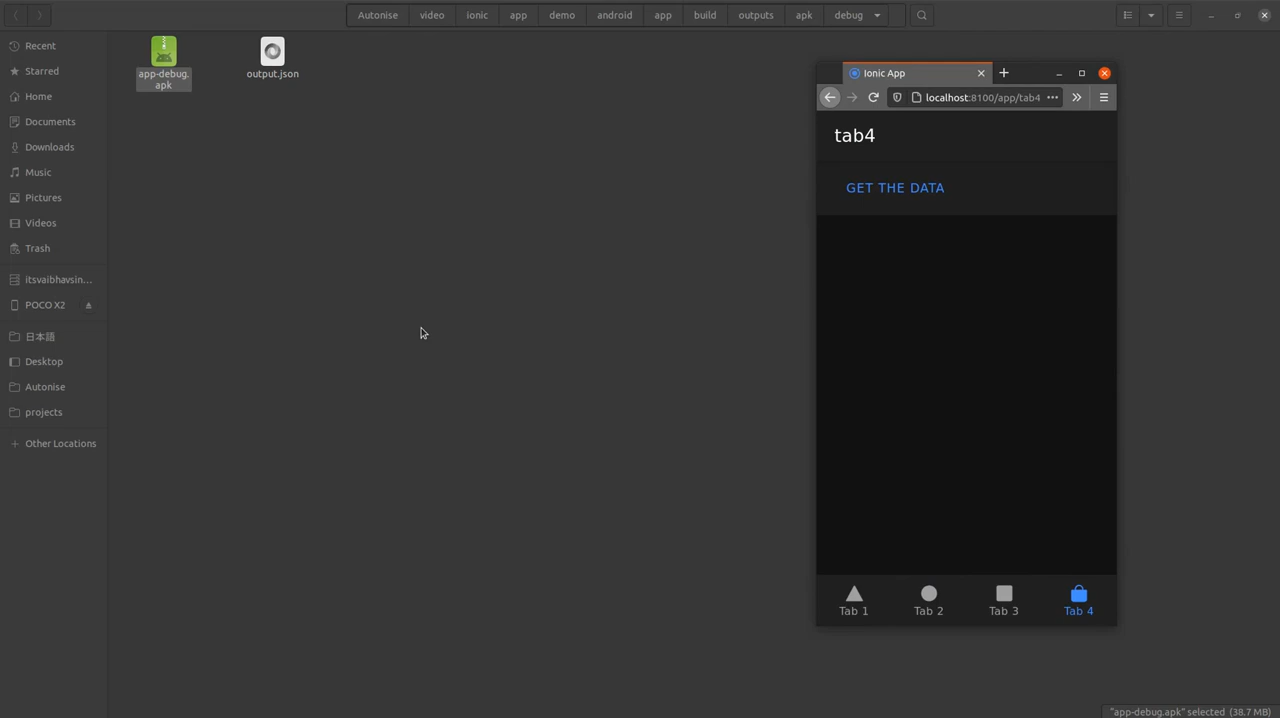 Autonise video ionic app demo android app build outputs apk debug
Recent
Starred
Home
Documents
Downloads
Music
Pictures
Videos
Trash
itsvaibhavsin...
POCO X2
日本語
Desktop
Autonise
projects
Other Locations
app-debug.
apk
output.json
Ionic App
localhost:8100/app/tab4
tab4
GET THE DATA
Tab 1 Tab 2 Tab 3 Tab 4
"app-debug.apk" selected (38.7 MB)